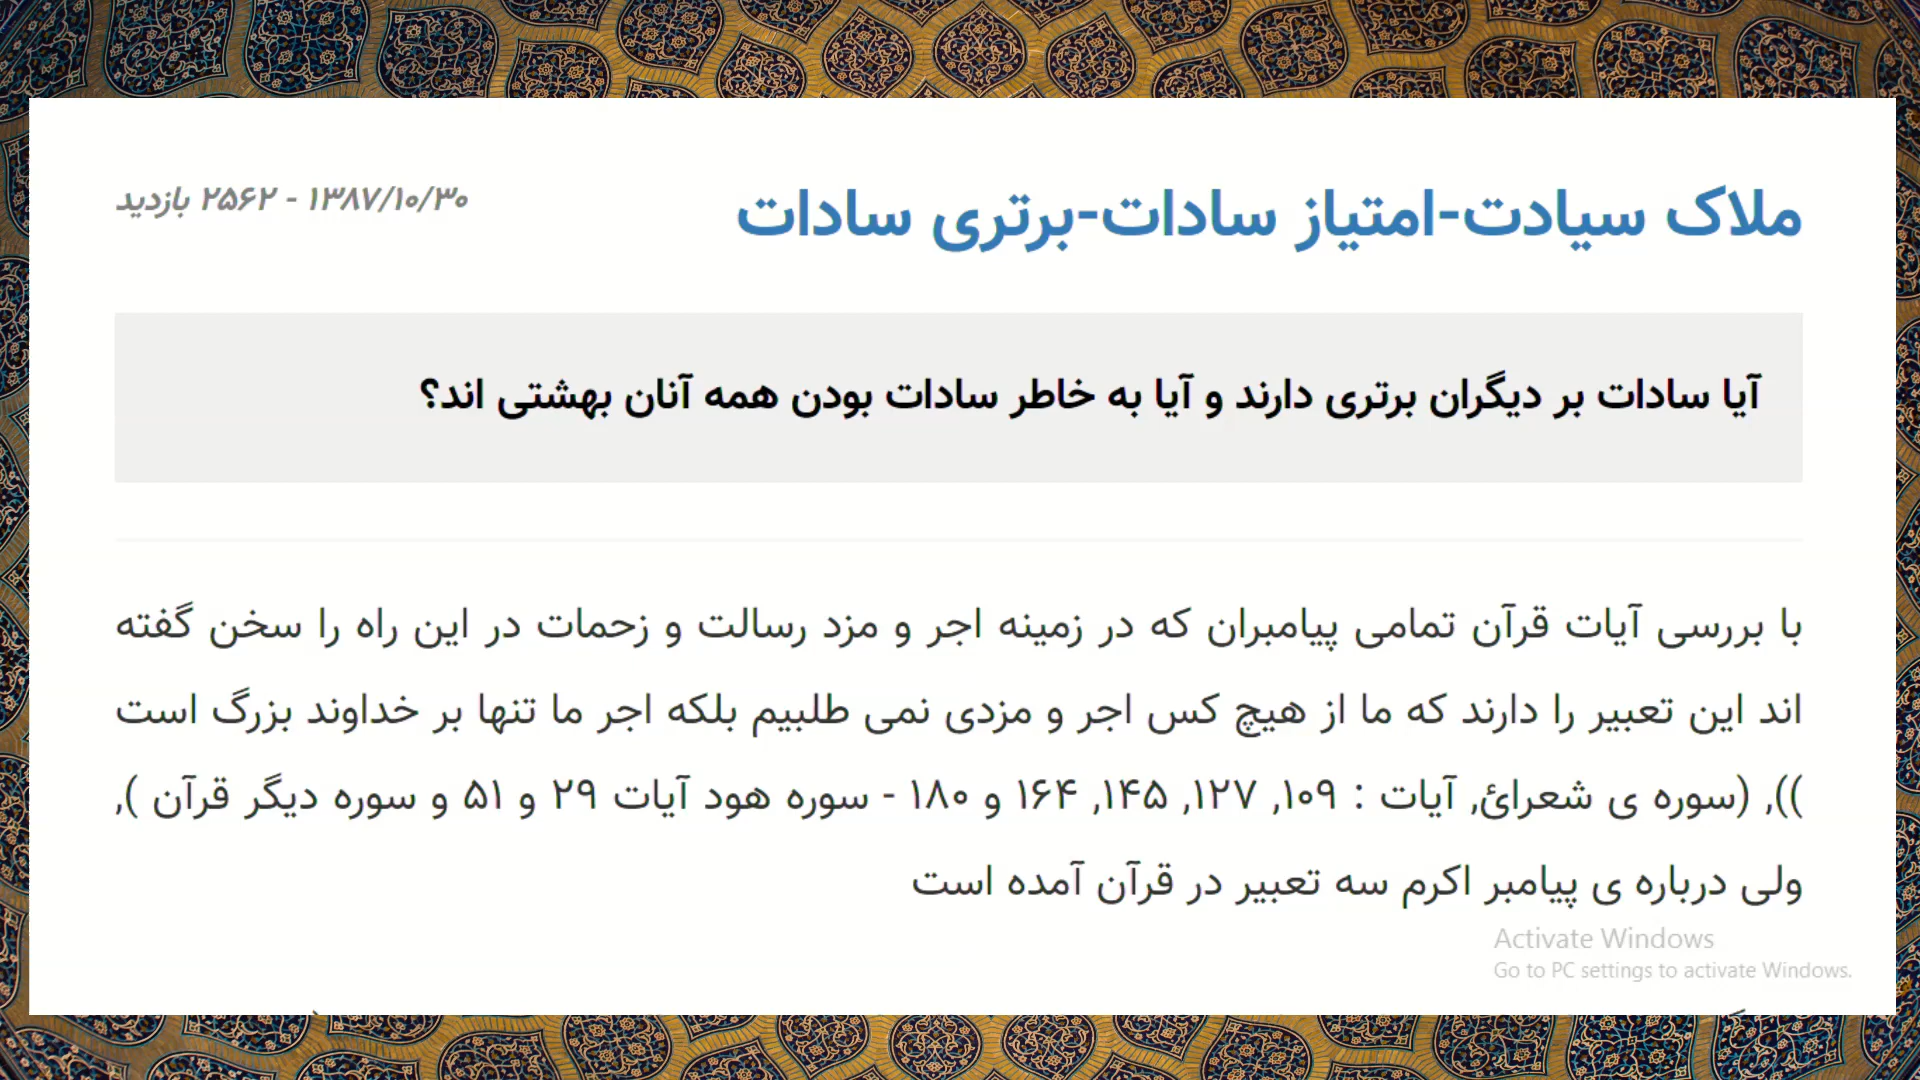 ملاک سیادت-امتیاز سادات-برتری سادات
۱۳۸۷/۱۰/۳۰ - ۲۵۶۲ بازدید
آیا سادات بر دیگران برتری دارند و آیا به خاطر سادات بودن همه آنان بهشتی اند؟
با بررسی آیات قرآن تمامی پیامبران که در زمینه اجر و مزد رسالت و زحمات در این راه را سخن گفته
اند این تعبیر را دارند که ما از هیچ کس اجر و مزدی نمی طلبیم بلکه اجر ما تنها بر خداوند بزرگ است
)), (سوره ی شعرائ, آیات : ۱۰۹, ۱۲۷, ۱۴۵, ۱۶۴ و ۱۸۰ - سوره هود آیات ۲۹ و ۵۱ و سوره دیگر قرآن ),
ولی درباره ی پیامبر اکرم سه تعبیر در قرآن آمده است
Activate Windows
Go to PC settings to activate Windows.